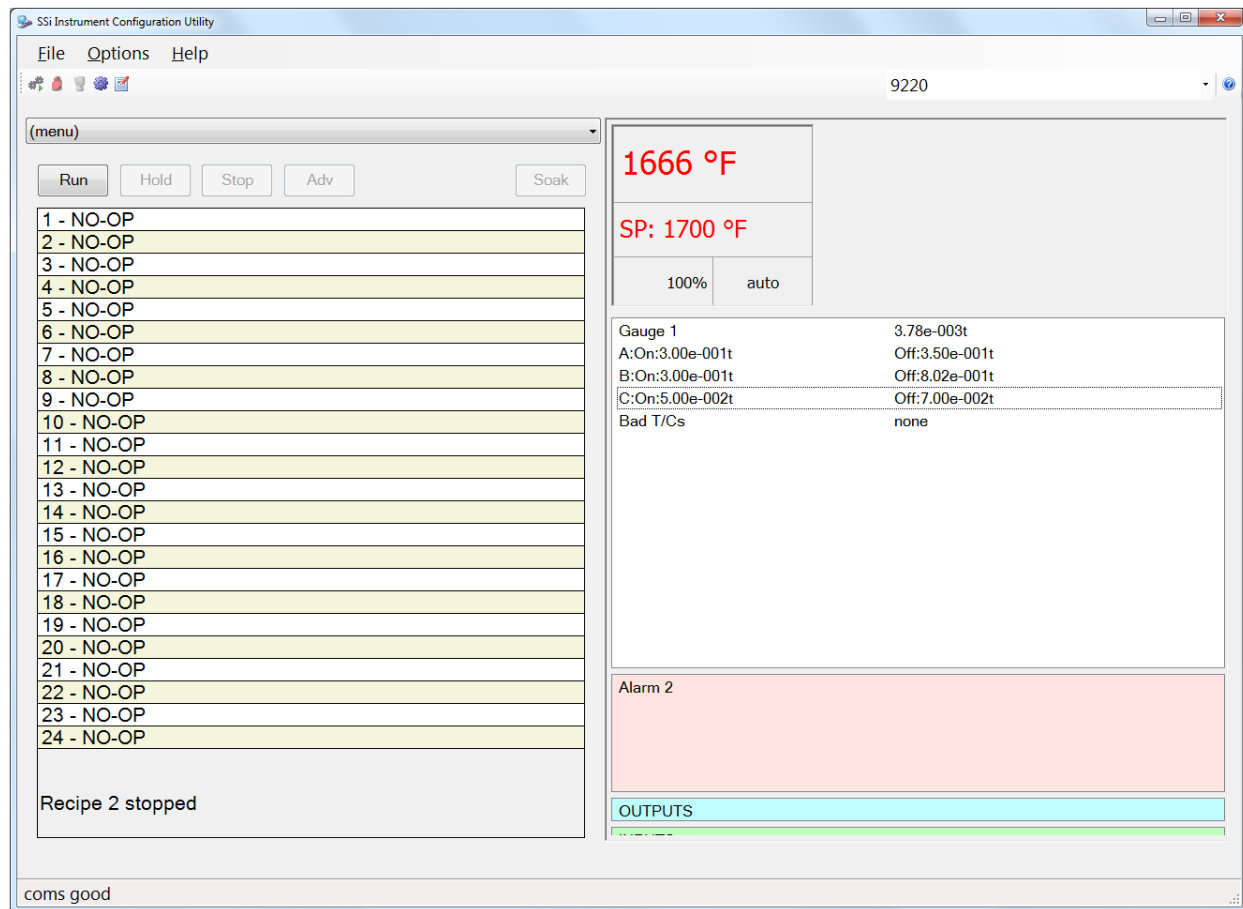 SSi Instrument Configuration Utility
File Options Help
9220
(menu)
Run Hold Stop Adv Soak
1 - NO-OP
2 - NO-OP
3 - NO-OP
4 - NO-OP
5 - NO-OP
6 - NO-OP
7 - NO-OP
8 - NO-OP
9 - NO-OP
10 - NO-OP
11 - NO-OP
12 - NO-OP
13 - NO-OP
14 - NO-OP
15 - NO-OP
16 - NO-OP
17 - NO-OP
18 - NO-OP
19 - NO-OP
20 - NO-OP
21 - NO-OP
22 - NO-OP
23 - NO-OP
24 - NO-OP
Recipe 2 stopped
1666 °F
SP: 1700 °F
100% auto
Gauge 1 3.78e-003t
A:On:3.00e-001t Off:3.50e-001t
B:On:3.00e-001t Off:8.02e-001t
C:On:5.00e-002t Off:7.00e-002t
Bad T/Cs none
Alarm 2
OUTPUTS
coms good